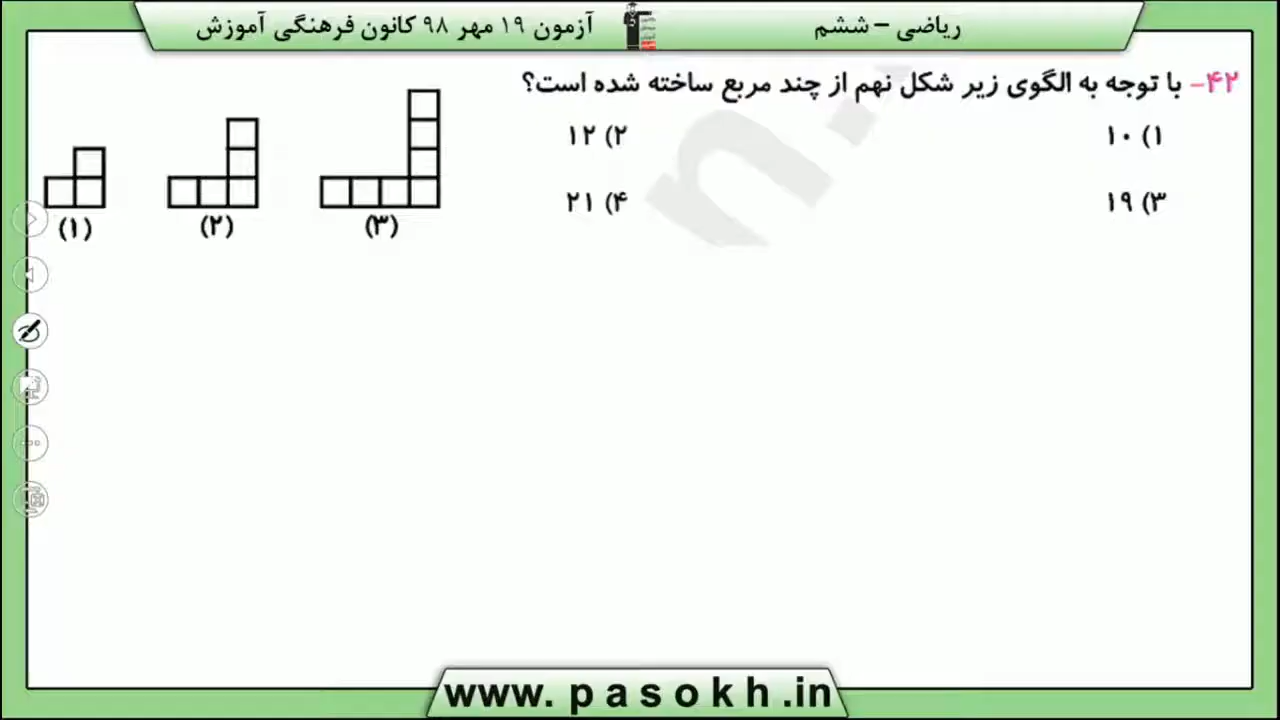 ریاضی – ششم
آزمون ۱۹ مهر ۹۸ کانون فرهنگی آموزش
۴۲- با توجه به الگوی زیر شکل نهم از چند مربع ساخته شده است؟
۱) ۱۰
۲) ۱۲
۳) ۱۹
۴) ۲۱
(۱)
(۲)
(۳)
www.pasokh.in